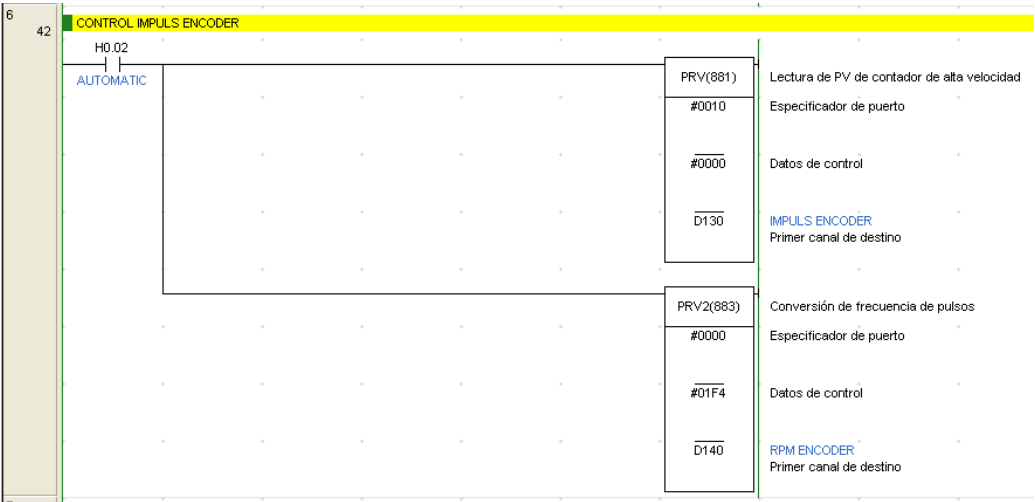 6
42
CONTROL IMPULS ENCODER
H0.02
AUTOMATIC
PRV(881)
Lectura de PV de contador de alta velocidad
#0010
Especificador de puerto
#0000
Datos de control
D130
IMPULS ENCODER
Primer canal de destino
PRV2(883)
Conversión de frecuencia de pulsos
#0000
Especificador de puerto
#01F4
Datos de control
D140
RPM ENCODER
Primer canal de destino